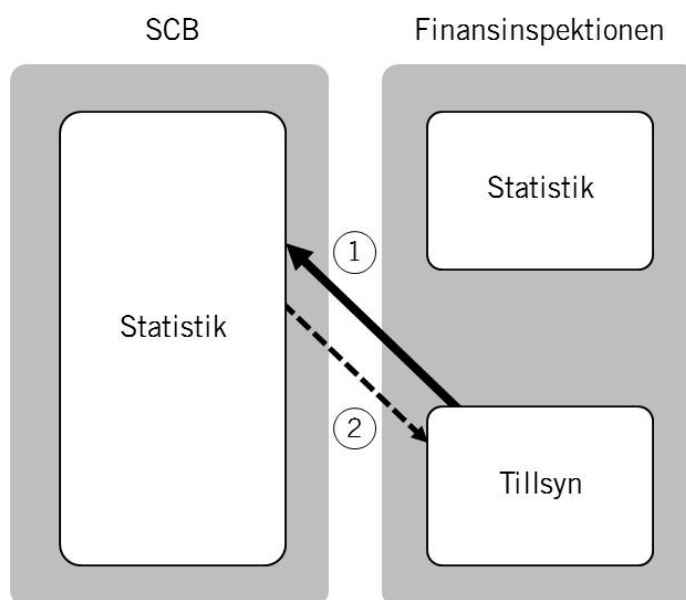 SCB
Finansinspektionen
Statistik
1
Statistik
2
Tillsyn